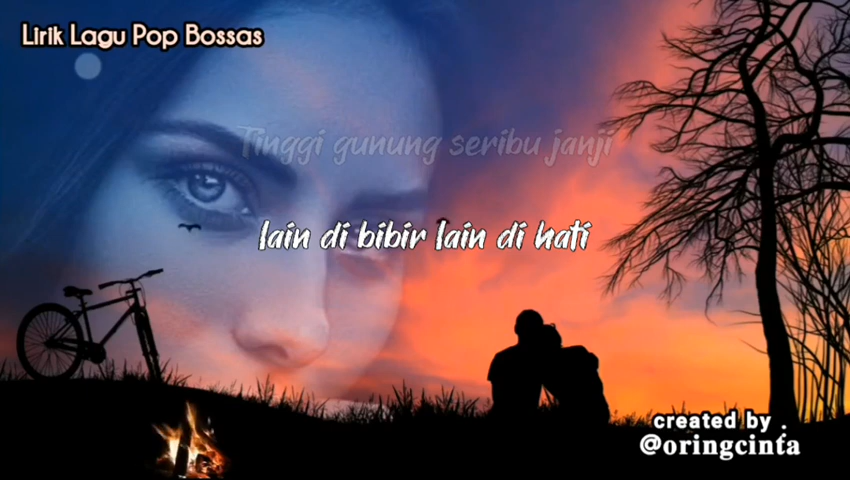 Lirik Lagu Pop Bossas
Tinggi gunung seribu janji
lain di bibir lain di hati
created by .
@oringcinta